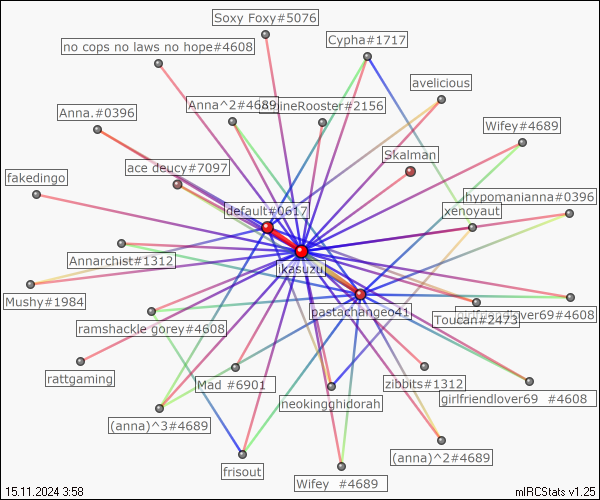 Soxy Foxy#5076
no cops no laws no hope#4608
Cypha#1717
avelicious
Anna^2#4689
ineRooster#2156
Anna.#0396
Wifey#4689
Skalman
ace deucy#7097
fakedingo
hypomanianna#0396
default#0617
xenoyaut
Annarchist#1312
ikasuzu
Mushy#1984
pastachangeo41
girlfriendlover69#4608
Toucan#2473
ramshackle gorey#4608
rattgaming
Mad #6901
zibbits#1312
neokingghidorah
girlfriendlover69 #4608
(anna)^3#4689
(anna)^2#4689
frisout
Wifey #4689
15.11.2024 3:58
mIRCStats v1.25